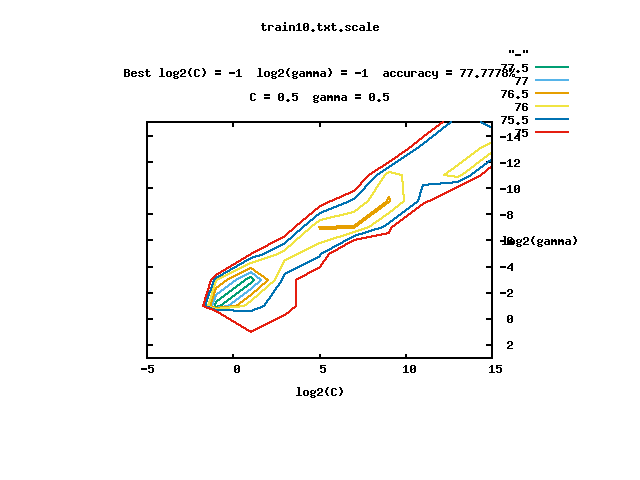 train10.txt.scale
"-"
77.5
Best log2(C) = -1  log2(gamma) = -1  accuracy = 77.7778%
77
76.5
C = 0.5  gamma = 0.5
76
75.5
75
-14
-12
-10
-8
-6
log2(gamma)
-4
-2
0
2
-5 0 5 10 15
log2(C)